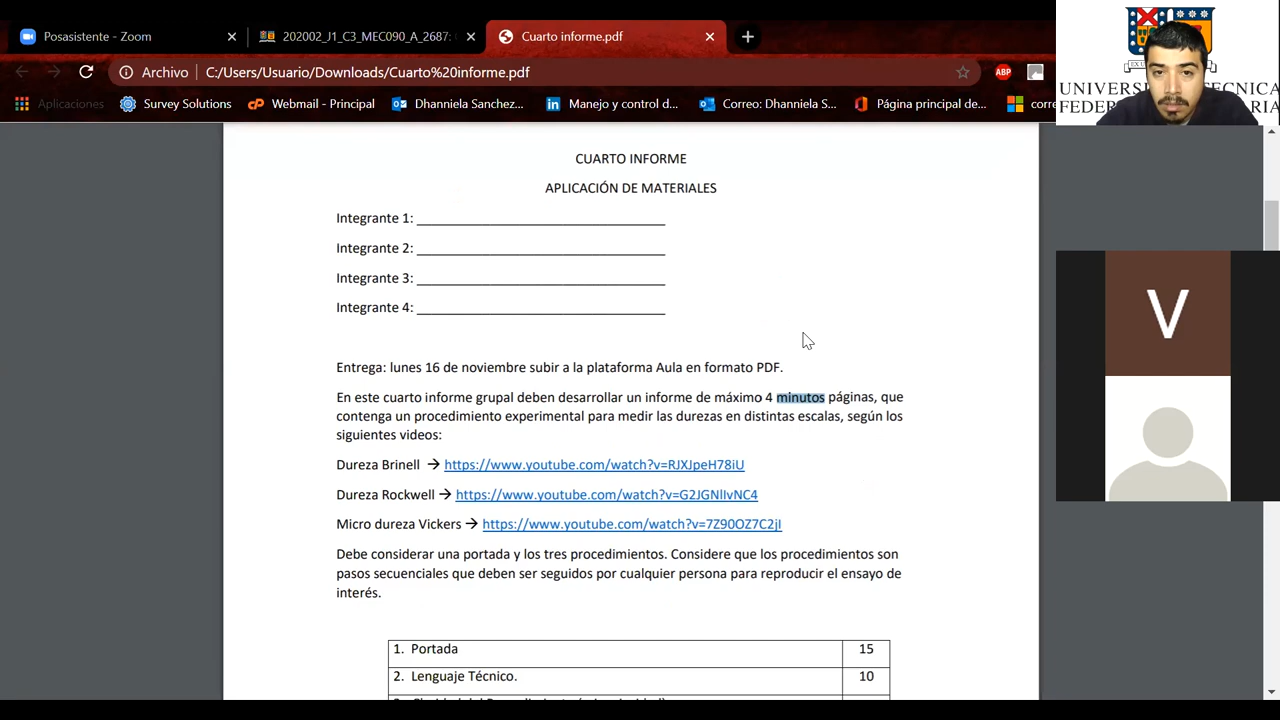 Posasistente - Zoom
202002_J1_C3_MEC090_A_2687:
Cuarto informe.pdf
Archivo
C:/Users/Usuario/Downloads/Cuarto%20informe.pdf
ABP
Aplicaciones
Survey Solutions
Webmail - Principal
Dhanniela Sanchez...
Manejo y control d...
Correo: Dhanniela S...
Página principal de...
corre
CUARTO INFORME
APLICACIÓN DE MATERIALES
Integrante 1: ____________________________
Integrante 2: ____________________________
Integrante 3: ____________________________
Integrante 4: ____________________________
Entrega: lunes 16 de noviembre subir a la plataforma Aula en formato PDF.
En este cuarto informe grupal deben desarrollar un informe de máximo 4 minutos páginas, que
contenga un procedimiento experimental para medir las durezas en distintas escalas, según los
siguientes videos:
Dureza Brinell → https://www.youtube.com/watch?v=RJXJpeH78iU
Dureza Rockwell → https://www.youtube.com/watch?v=G2JGNlIvNC4
Micro dureza Vickers → https://www.youtube.com/watch?v=7Z90OZ7C2jI
Debe considerar una portada y los tres procedimientos. Considere que los procedimientos son
pasos secuenciales que deben ser seguidos por cualquier persona para reproducir el ensayo de
interés.
1. Portada 15
2. Lenguaje Técnico. 10
V